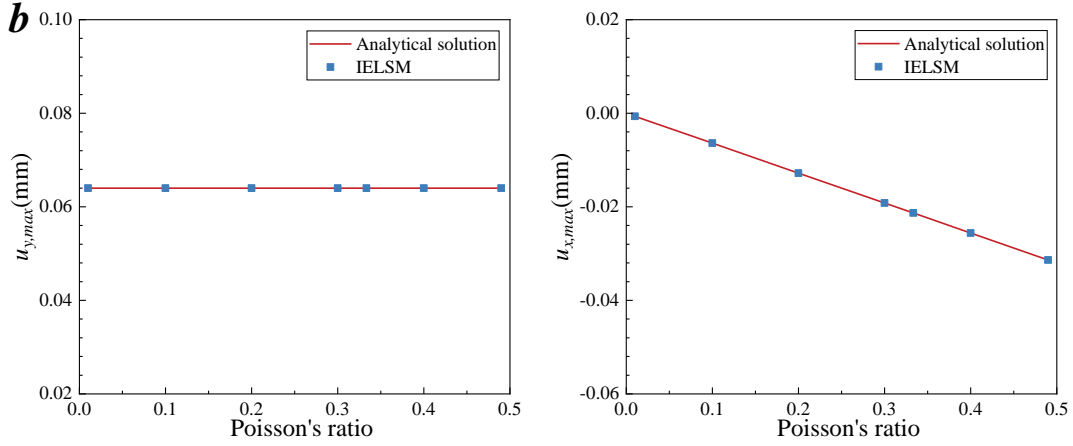 b
Analytical solution
IELSM
0.10
0.08
0.06
0.04
0.02
u_{y,max}(mm)
0.0 0.1 0.2 0.3 0.4 0.5
Poisson's ratio
Analytical solution
IELSM
0.02
0.00
-0.02
-0.04
-0.06
u_{x,max}(mm)
0.0 0.1 0.2 0.3 0.4 0.5
Poisson's ratio